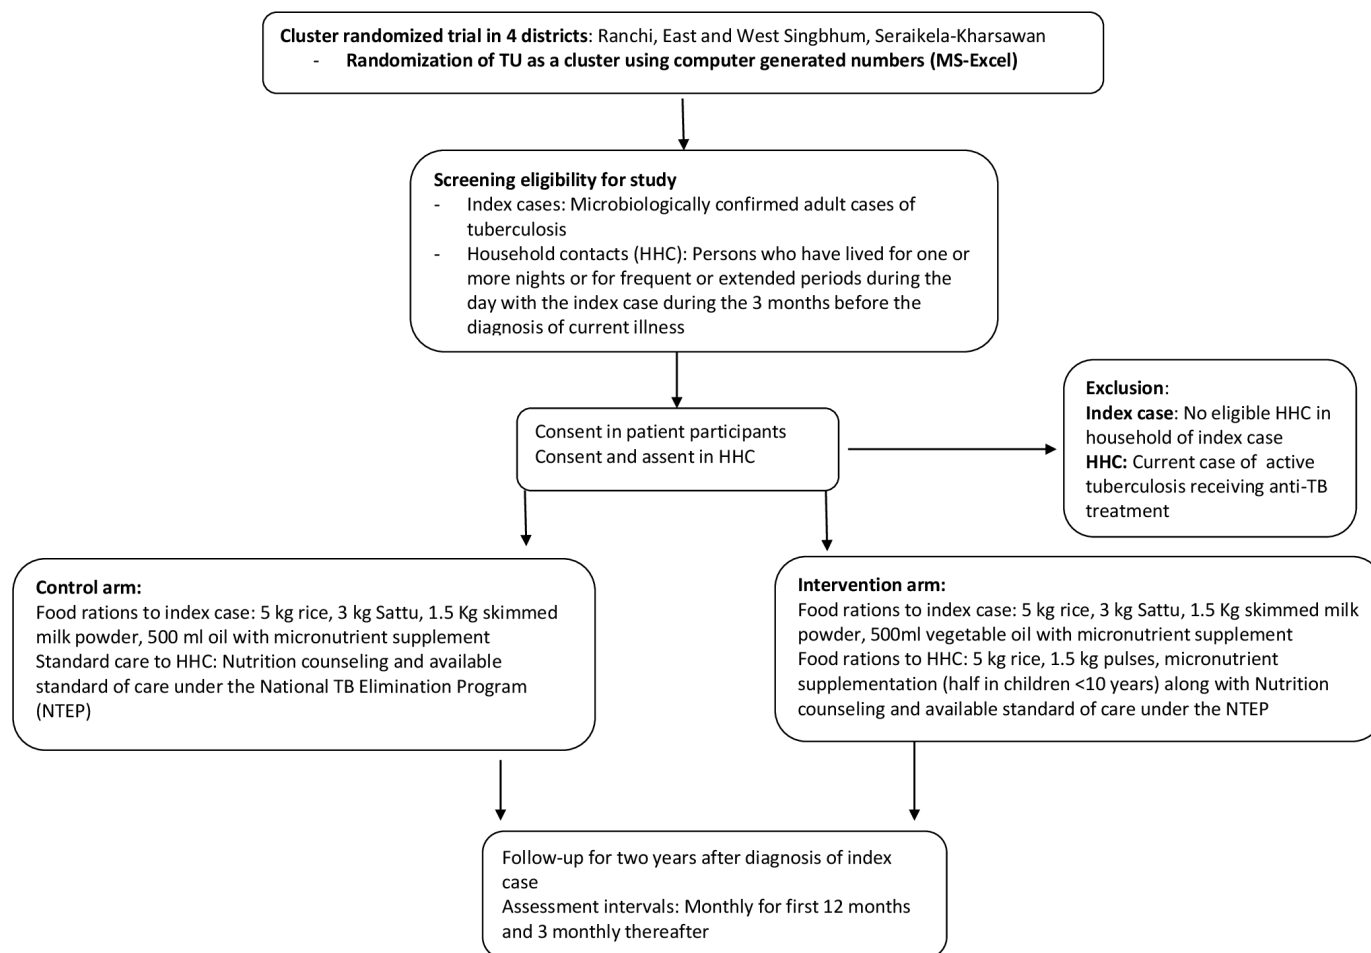 Cluster randomized trial in 4 districts: Ranchi, East and West Singbhum, Seraikela-Kharsawan
- Randomization of TU as a cluster using computer generated numbers (MS-Excel)
Screening eligibility for study
- Index cases: Microbiologically confirmed adult cases of
tuberculosis
- Household contacts (HHC): Persons who have lived for one or
more nights or for frequent or extended periods during the
day with the index case during the 3 months before the
diagnosis of current illness
Consent in patient participants
Consent and assent in HHC
Exclusion:
Index case: No eligible HHC in
household of index case
HHC: Current case of active
tuberculosis receiving anti-TB
treatment
Control arm:
Food rations to index case: 5 kg rice, 3 kg Sattu, 1.5 Kg skimmed
milk powder, 500 ml oil with micronutrient supplement
Standard care to HHC: Nutrition counseling and available
standard of care under the National TB Elimination Program
(NTEP)
Intervention arm:
Food rations to index case: 5 kg rice, 3 kg Sattu, 1.5 Kg skimmed milk
powder, 500ml vegetable oil with micronutrient supplement
Food rations to HHC: 5 kg rice, 1.5 kg pulses, micronutrient
supplementation (half in children <10 years) along with Nutrition
counseling and available standard of care under the NTEP
Follow-up for two years after diagnosis of index
case
Assessment intervals: Monthly for first 12 months
and 3 monthly thereafter